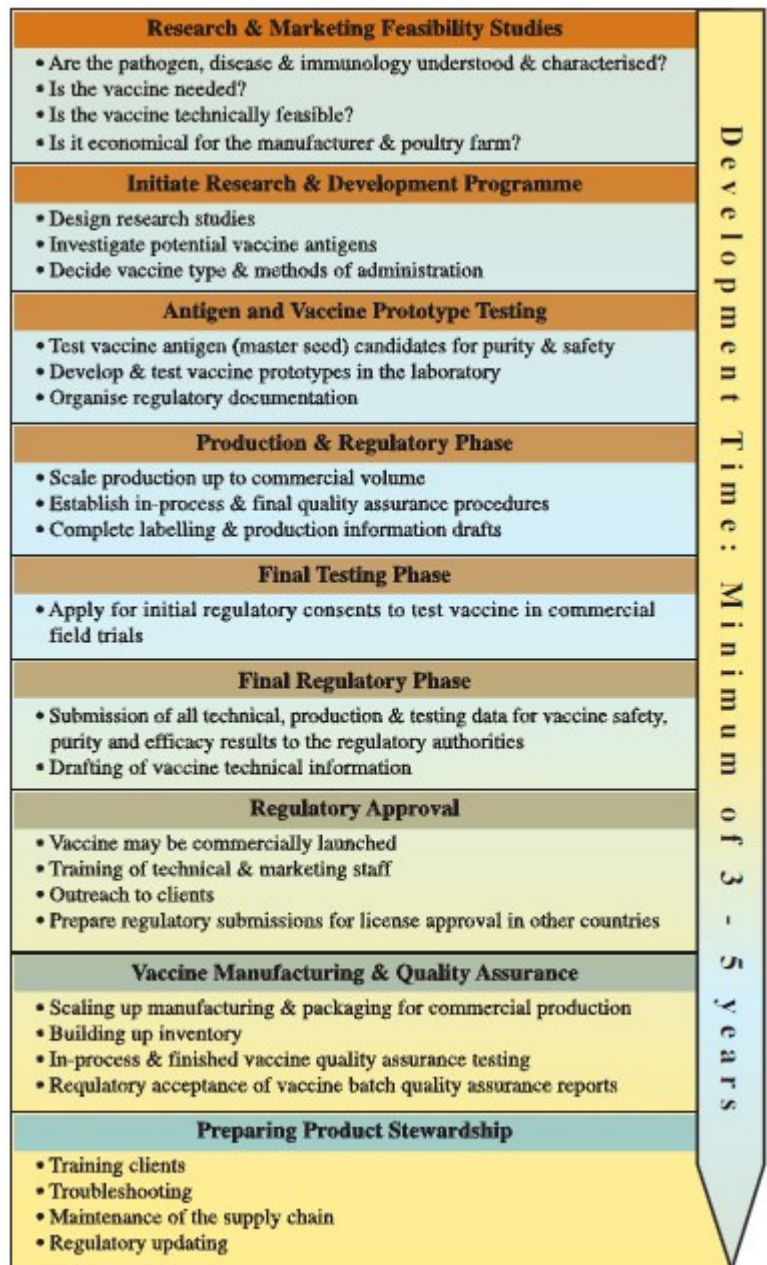 Research & Marketing Feasibility Studies
• Are the pathogen, disease & immunology understood & characterised?
• Is the vaccine needed?
• Is the vaccine technically feasible?
• Is it economical for the manufacturer & poultry farm?
Initiate Research & Development Programme
• Design research studies
• Investigate potential vaccine antigens
• Decide vaccine type & methods of administration
Antigen and Vaccine Prototype Testing
• Test vaccine antigen (master seed) candidates for purity & safety
• Develop & test vaccine prototypes in the laboratory
• Organise regulatory documentation
Production & Regulatory Phase
• Scale production up to commercial volume
• Establish in-process & final quality assurance procedures
• Complete labelling & production information drafts
Final Testing Phase
• Apply for initial regulatory consents to test vaccine in commercial
field trials
Final Regulatory Phase
• Submission of all technical, production & testing data for vaccine safety,
purity and efficacy results to the regulatory authorities
• Drafting of vaccine technical information
Regulatory Approval
• Vaccine may be commercially launched
• Training of technical & marketing staff
• Outreach to clients
• Prepare regulatory submissions for license approval in other countries
Vaccine Manufacturing & Quality Assurance
• Scaling up manufacturing & packaging for commercial production
• Building up inventory
• In-process & finished vaccine quality assurance testing
• Requlatory acceptance of vaccine batch quality assurance reports
Preparing Product Stewardship
• Training clients
• Troubleshooting
• Maintenance of the supply chain
• Regulatory updating
Development Time: Minimum of 3 - 5 years